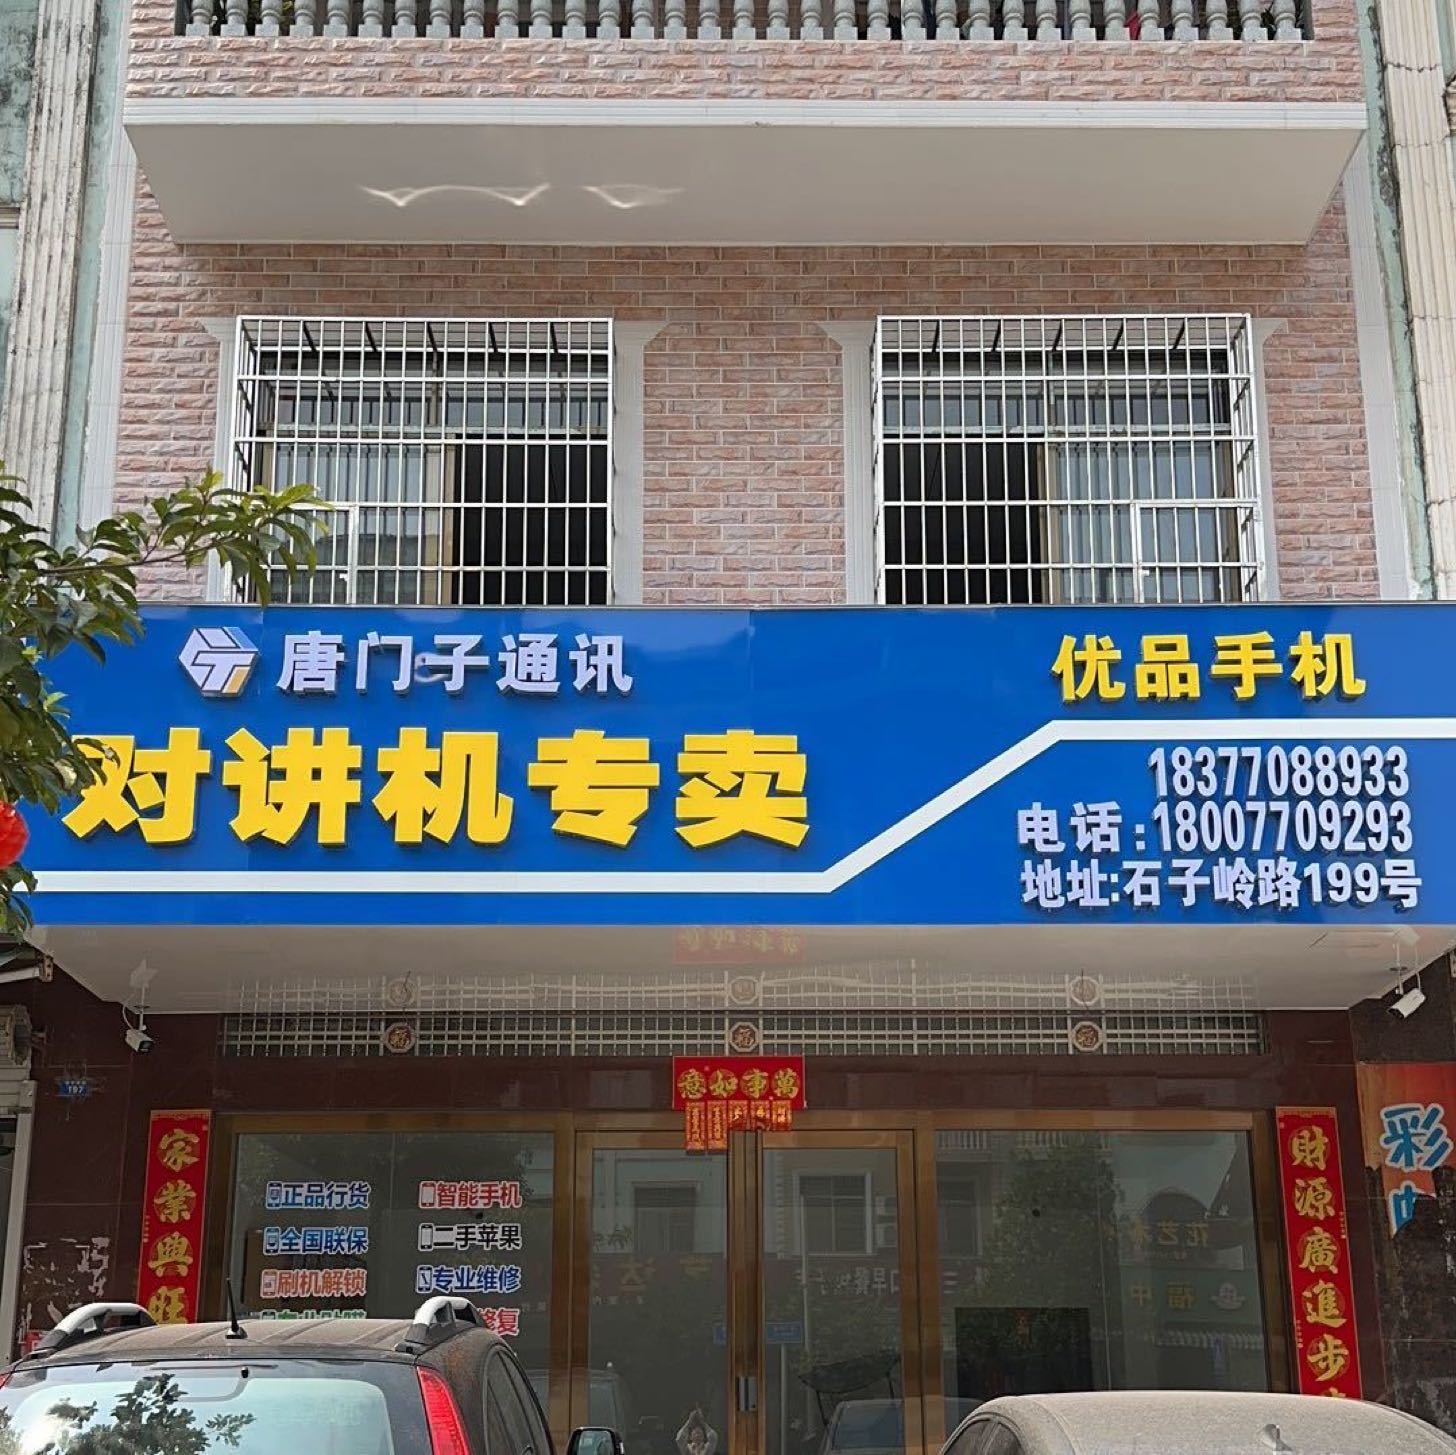 唐门子通讯
优品手机
对讲机专卖
18377088933
电话:18007709293
地址:石子岭路199号
意如事萬
197
家業興旺
財源廣進步
彩
正品行货
智能手机
全国联保
二手苹果
刷机解锁
专业维修
修复